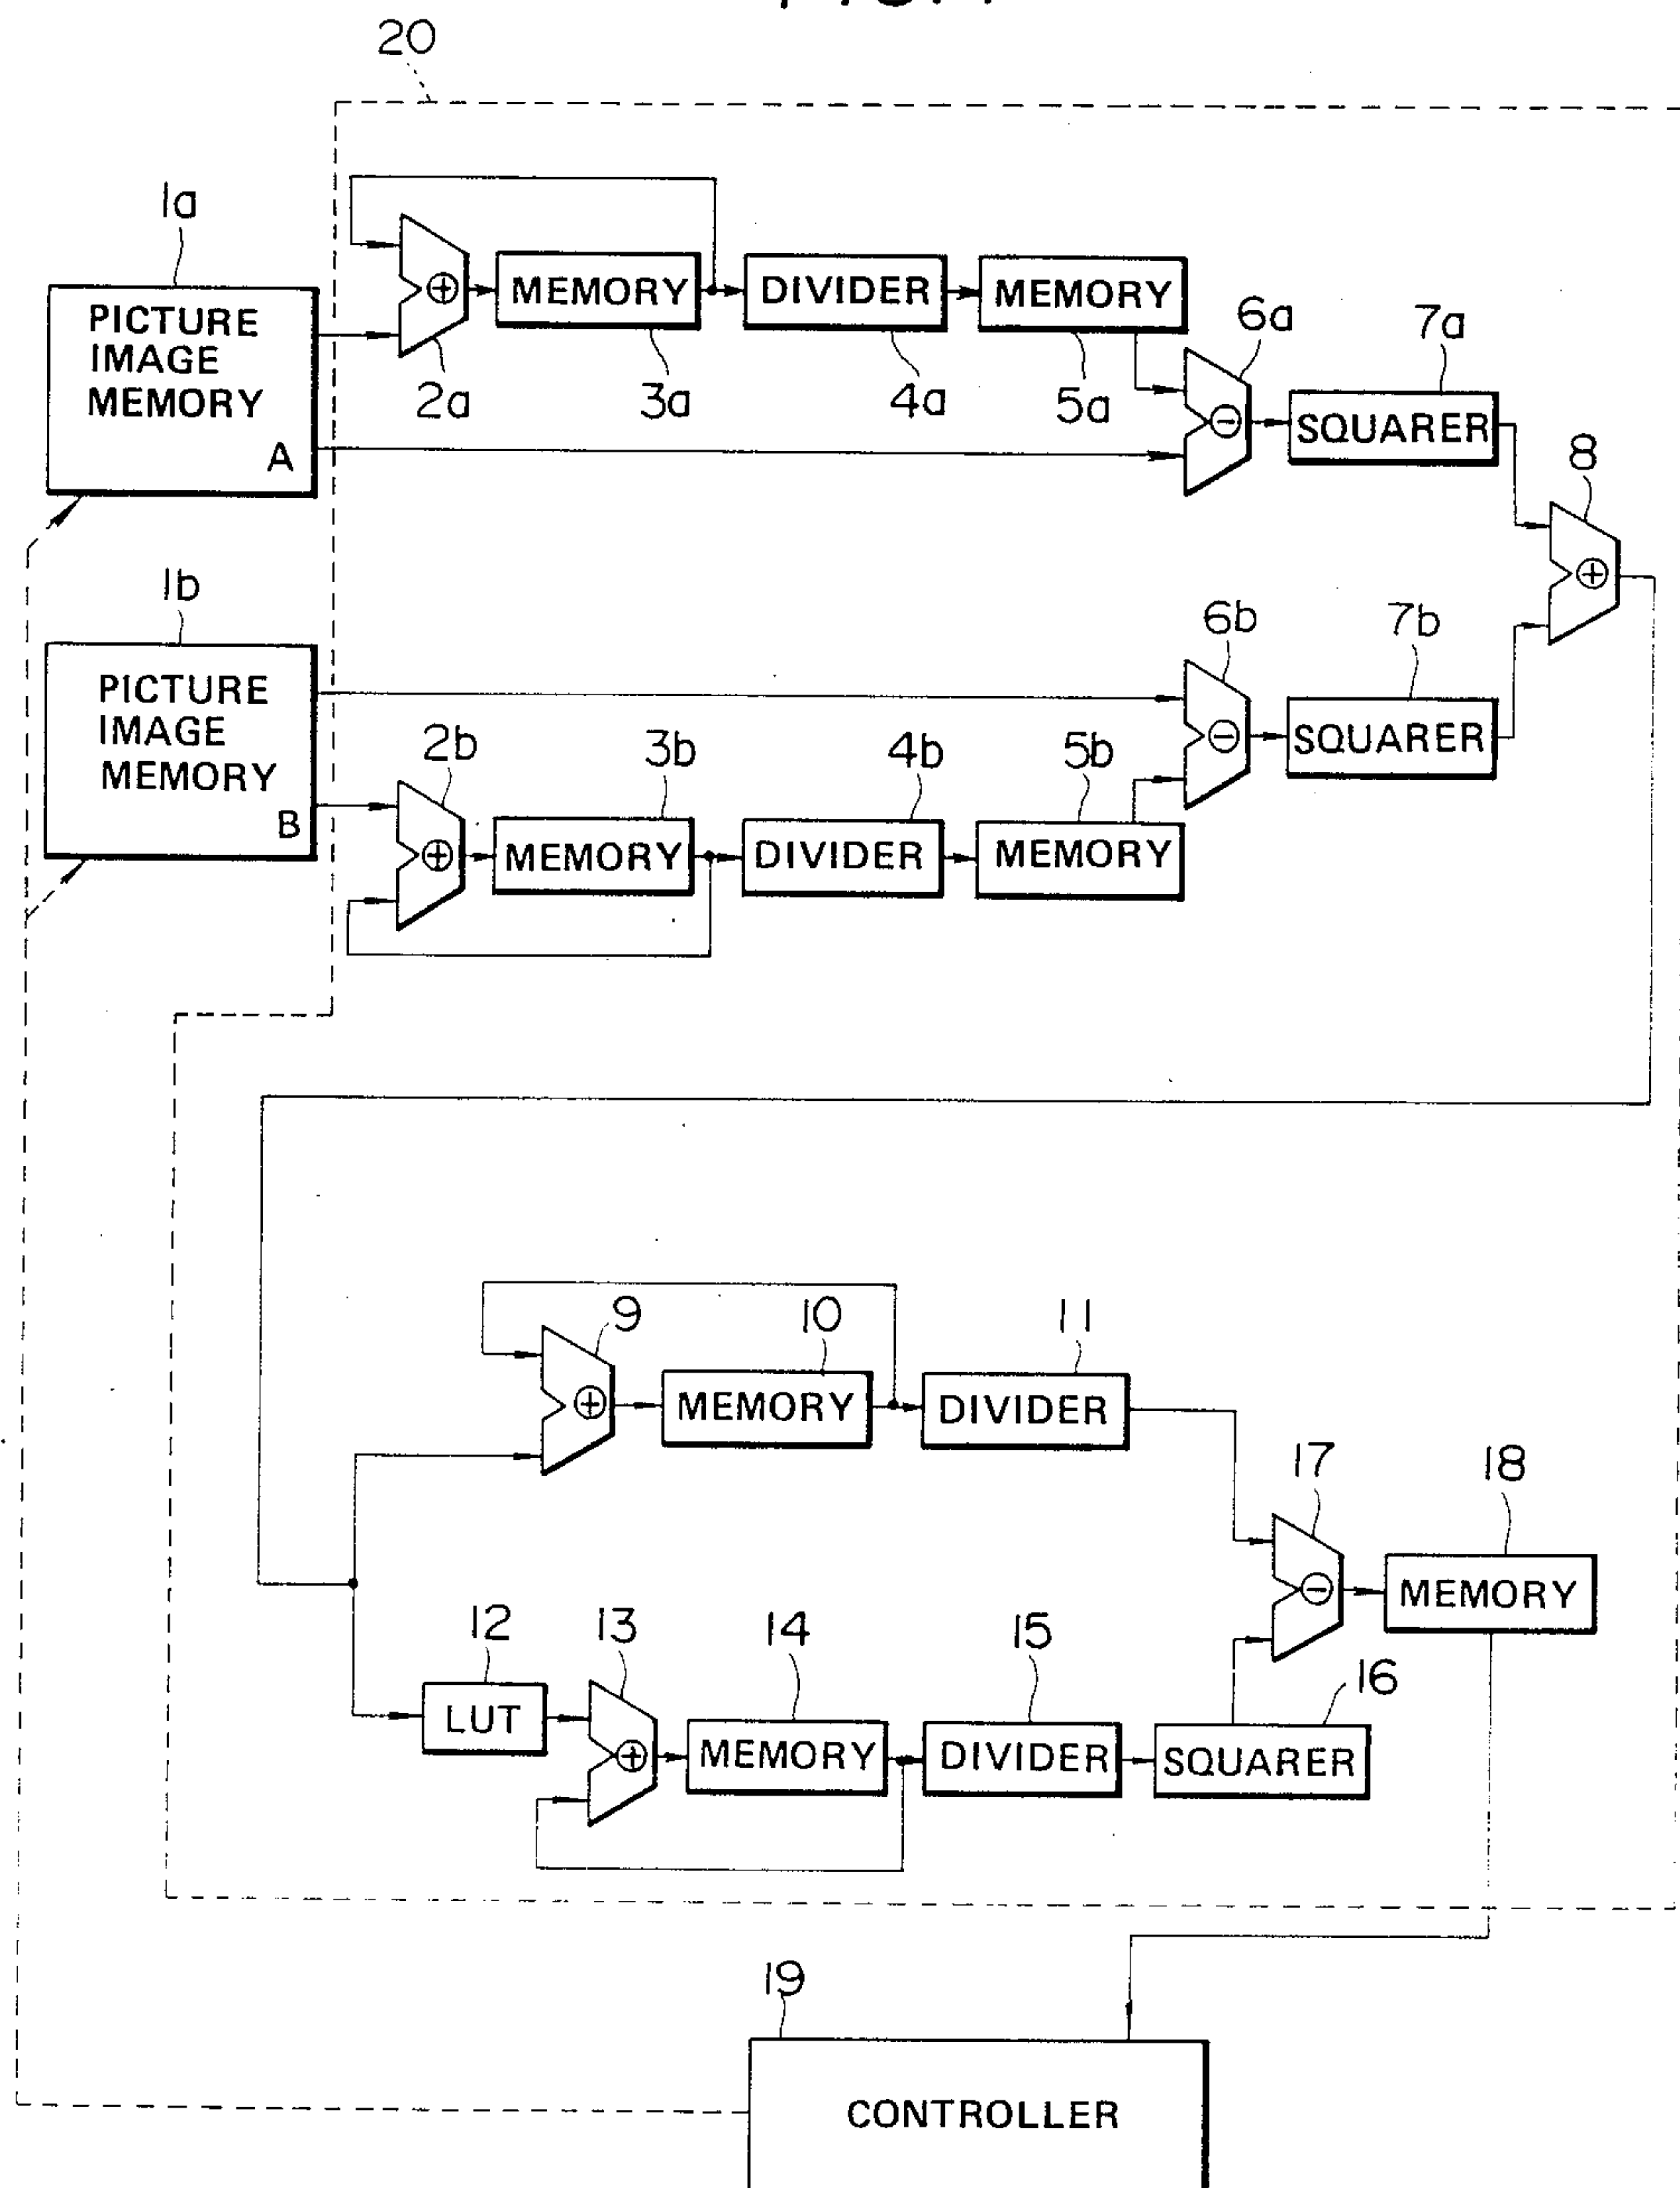 20
1a
PICTURE
IMAGE
MEMORY
A
2a
MEMORY
3a
DIVIDER
4a
MEMORY
5a
6a
7a
SQUARER
8
1b
PICTURE
IMAGE
MEMORY
B
2b
3b
MEMORY
4b
DIVIDER
5b
MEMORY
6b
7b
SQUARER
9
10
MEMORY
11
DIVIDER
17
18
MEMORY
12
LUT
13
14
MEMORY
15
DIVIDER
16
SQUARER
19
CONTROLLER